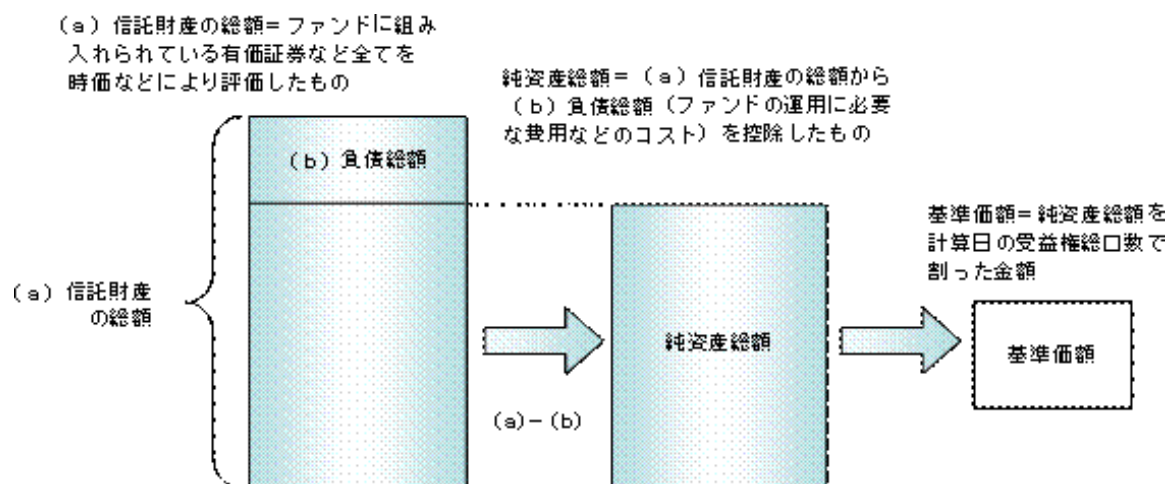 (a) 信託財産の総額=ファンドに組み
入れられている有価証券など全てを
時価などにより評価したもの
純資産総額=(a) 信託財産の総額から
(b) 負債総額(ファンドの運用に必要
な費用などのコスト)を控除したもの
(b) 負債総額
基準価額=純資産総額を
計算日の受益権総口数で
割った金額
(a) 信託財産
の総額
純資産総額
基準価額
(a)-(b)